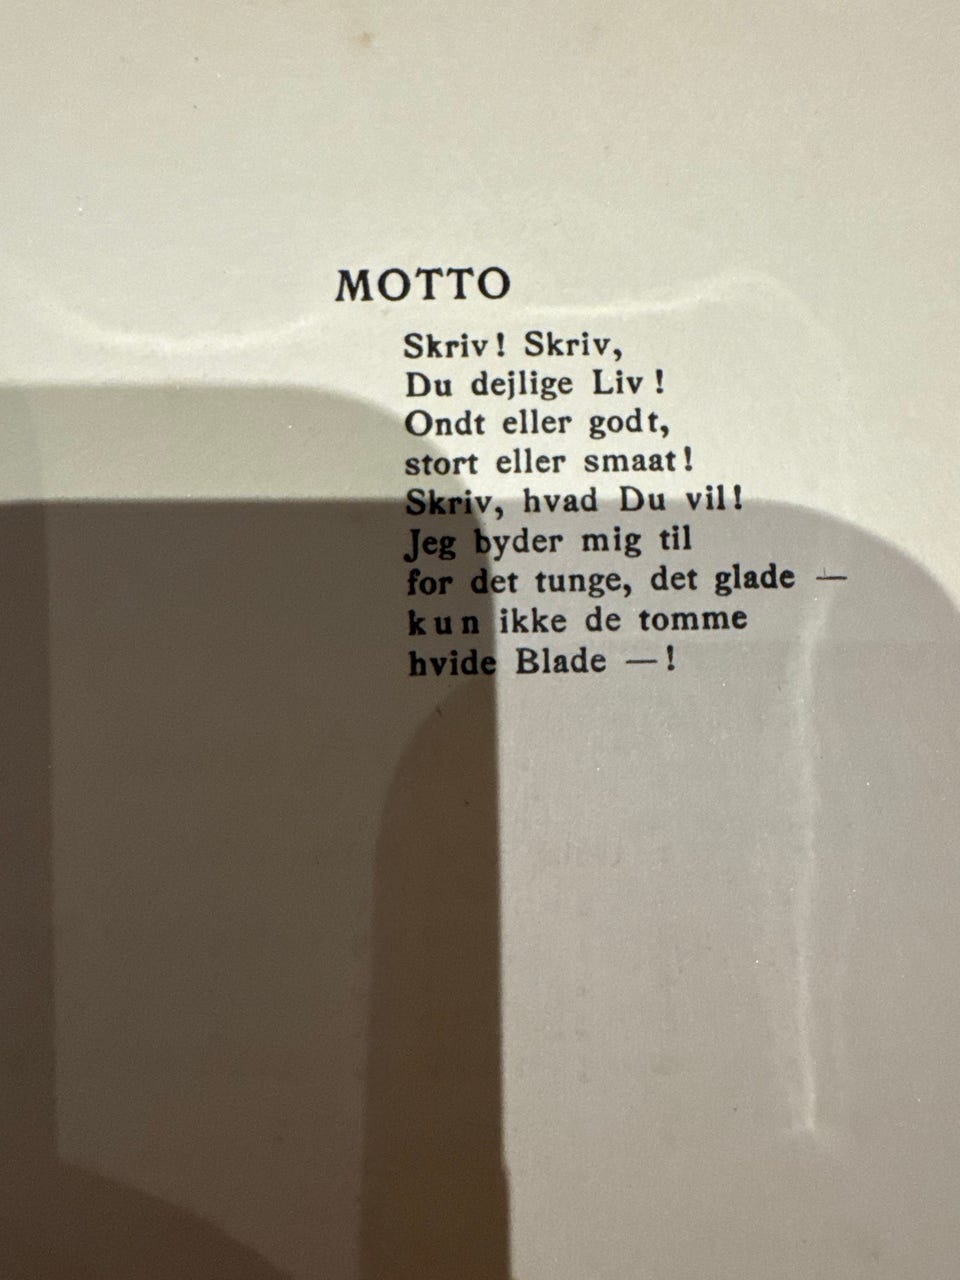 MOTTO
Skriv! Skriv,
Du dejlige Liv!
Ondt eller godt,
stort eller smaat!
Skriv, hvad Du vil!
Jeg byder mig til
for det tunge, det glade —
kun ikke de tomme
hvide Blade —!